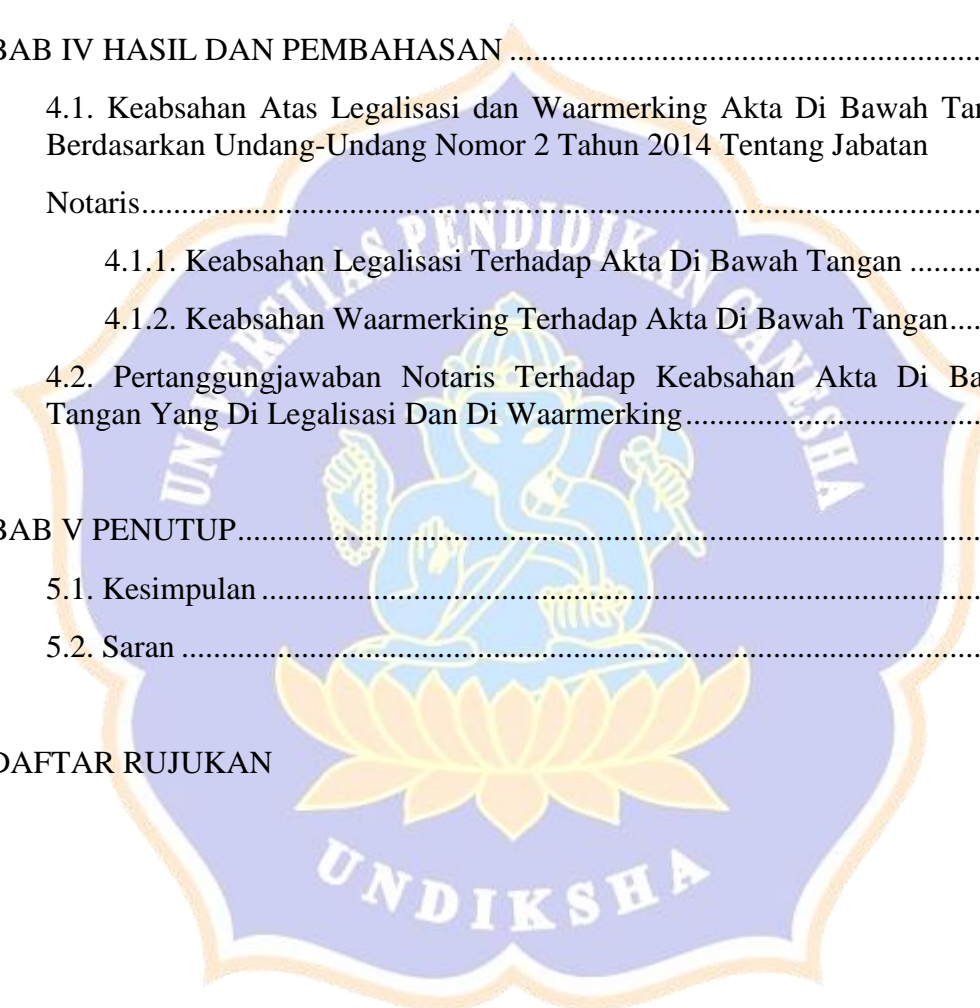 BAB IV HASIL DAN PEMBAHASAN ............................................................
4.1. Keabsahan Atas Legalisasi dan Waarmerking Akta Di Bawah
Berdasarkan Undang-Undang Nomor 2 Tahun 2014 Tentang Jabatan
Notaris............................................................
4.1.1. Keabsahan Legalisasi Terhadap Akta Di Bawah Tangan .........
4.1.2. Keabsahan Waarmerking Terhadap Akta Di Bawah Tangan....
4.2. Pertanggungjawaban Notaris Terhadap Keabsahan Akta Di
Tangan Yang Di Legalisasi Dan Di Waarmerking.....................................
BAB V PENUTUP............................................................
5.1. Kesimpulan ............................................................
5.2. Saran ............................................................
DAFTAR RUJUKAN
UNIVERSITAS PENDIDIKAN GANESHA
UNDIKSHA